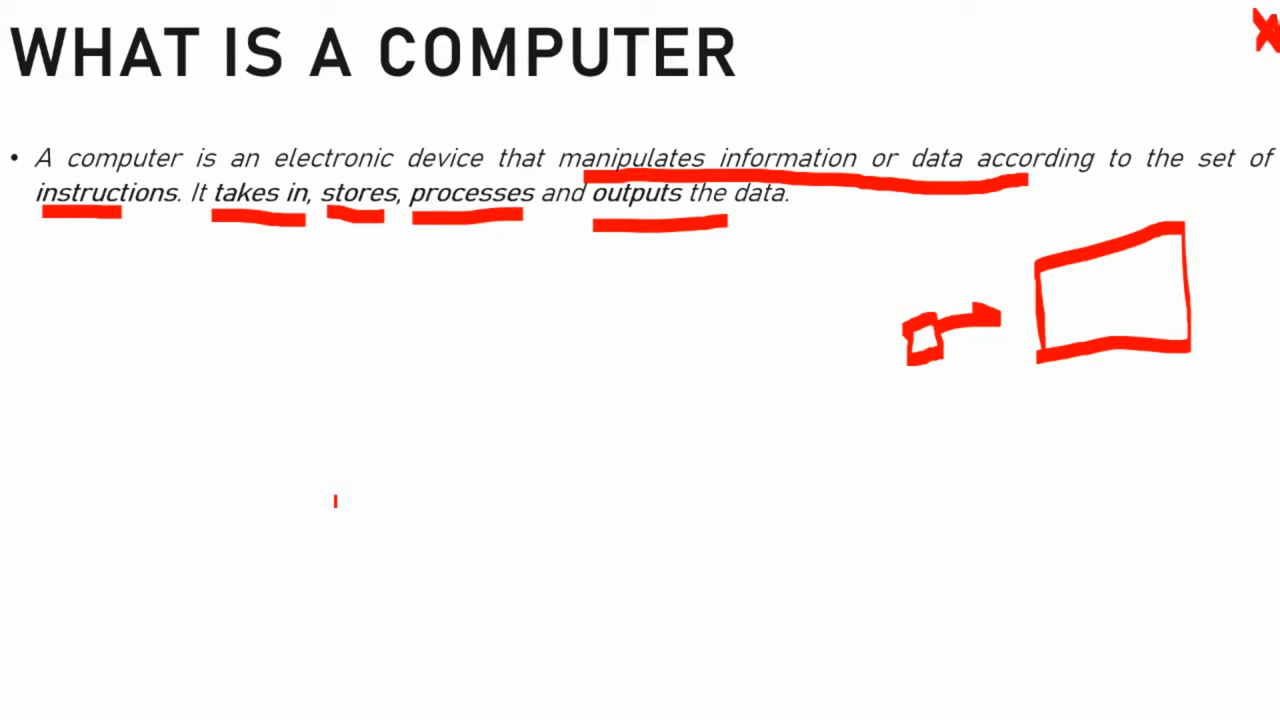 WHAT IS A COMPUTER
• A computer is an electronic device that manipulates information or data according to the set of
instructions. It takes in, stores, processes and outputs the data.